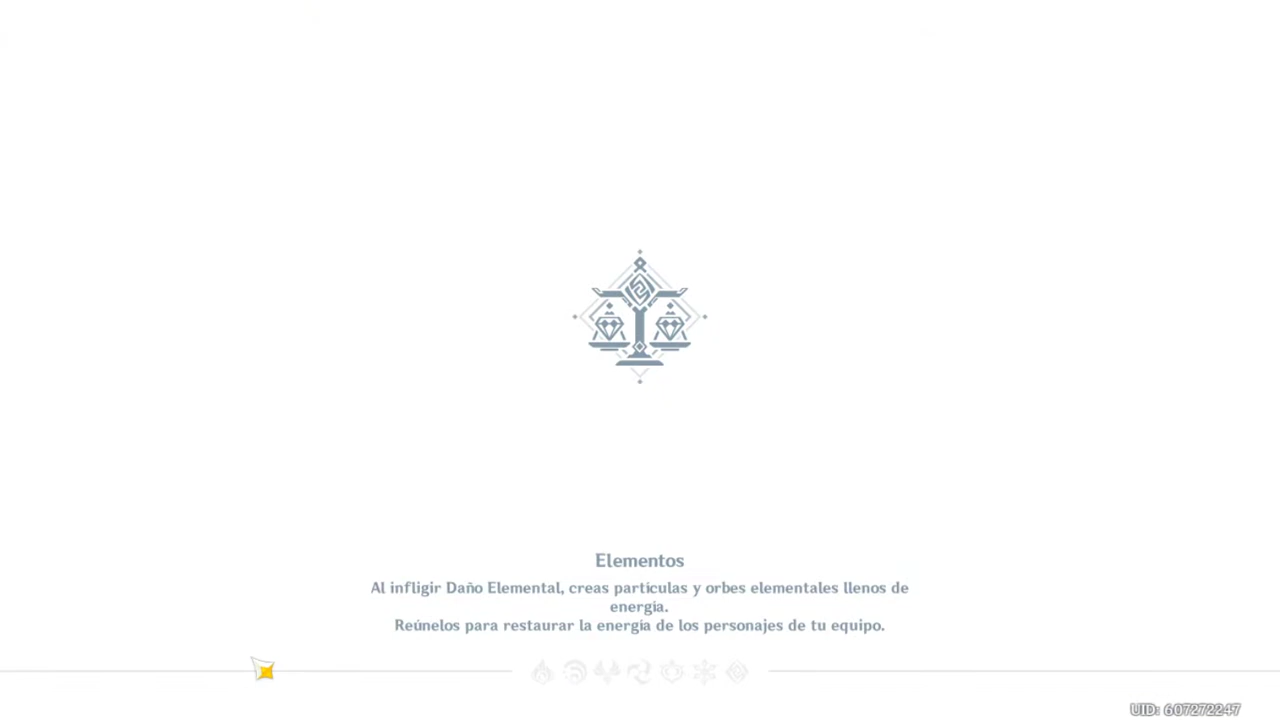 Elementos
Al infligir Daño Elemental, creas partículas y orbes elementales llenos de
energía.
Reúnelos para restaurar la energía de los personajes de tu equipo.
UID: 607272247